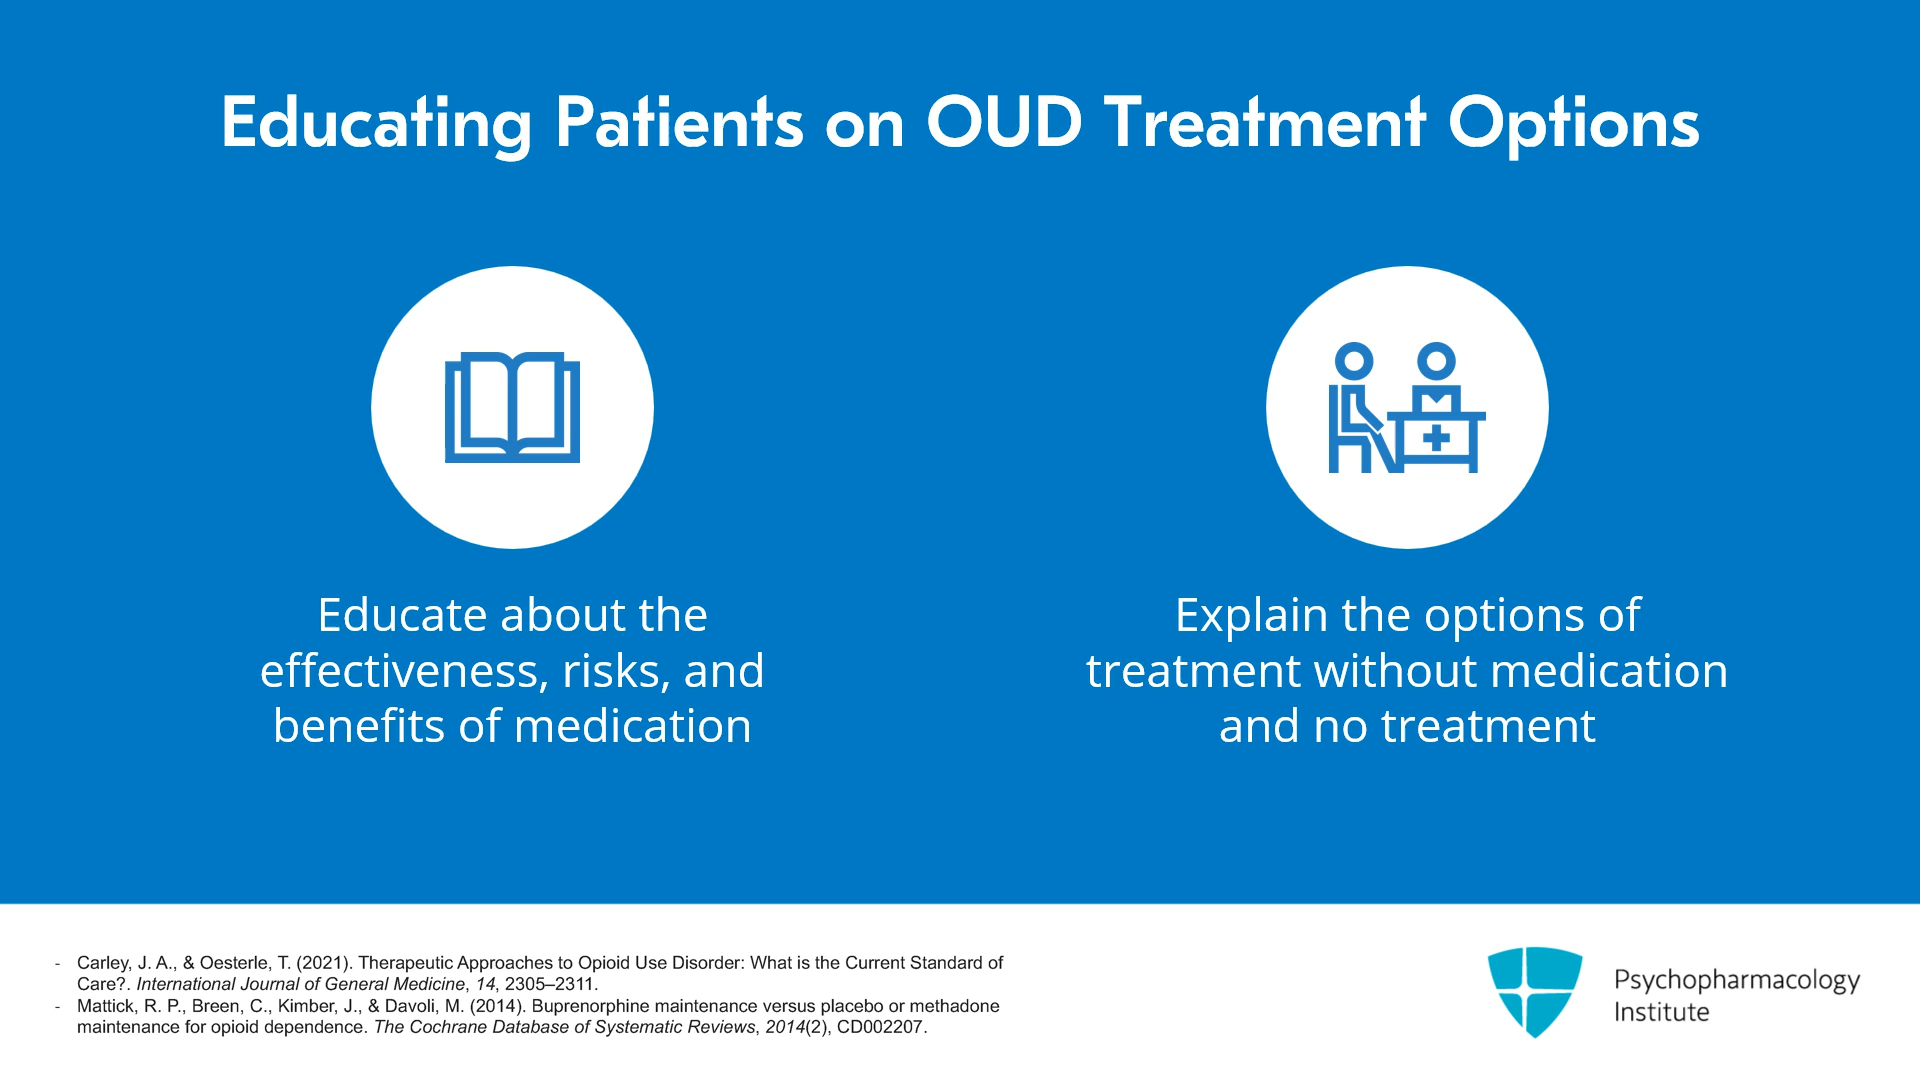 Educating Patients on OUD Treatment Options
Educate about the
effectiveness, risks, and
benefits of medication
Explain the options of
treatment without medication
and no treatment
- Carley, J. A., & Oesterle, T. (2021). Therapeutic Approaches to Opioid Use Disorder: What is the Current Standard of
Care?. International Journal of General Medicine, 14, 2305–2311.
- Mattick, R. P., Breen, C., Kimber, J., & Davoli, M. (2014). Buprenorphine maintenance versus placebo or methadone
maintenance for opioid dependence. The Cochrane Database of Systematic Reviews, 2014(2), CD002207.
Psychopharmacology
Institute